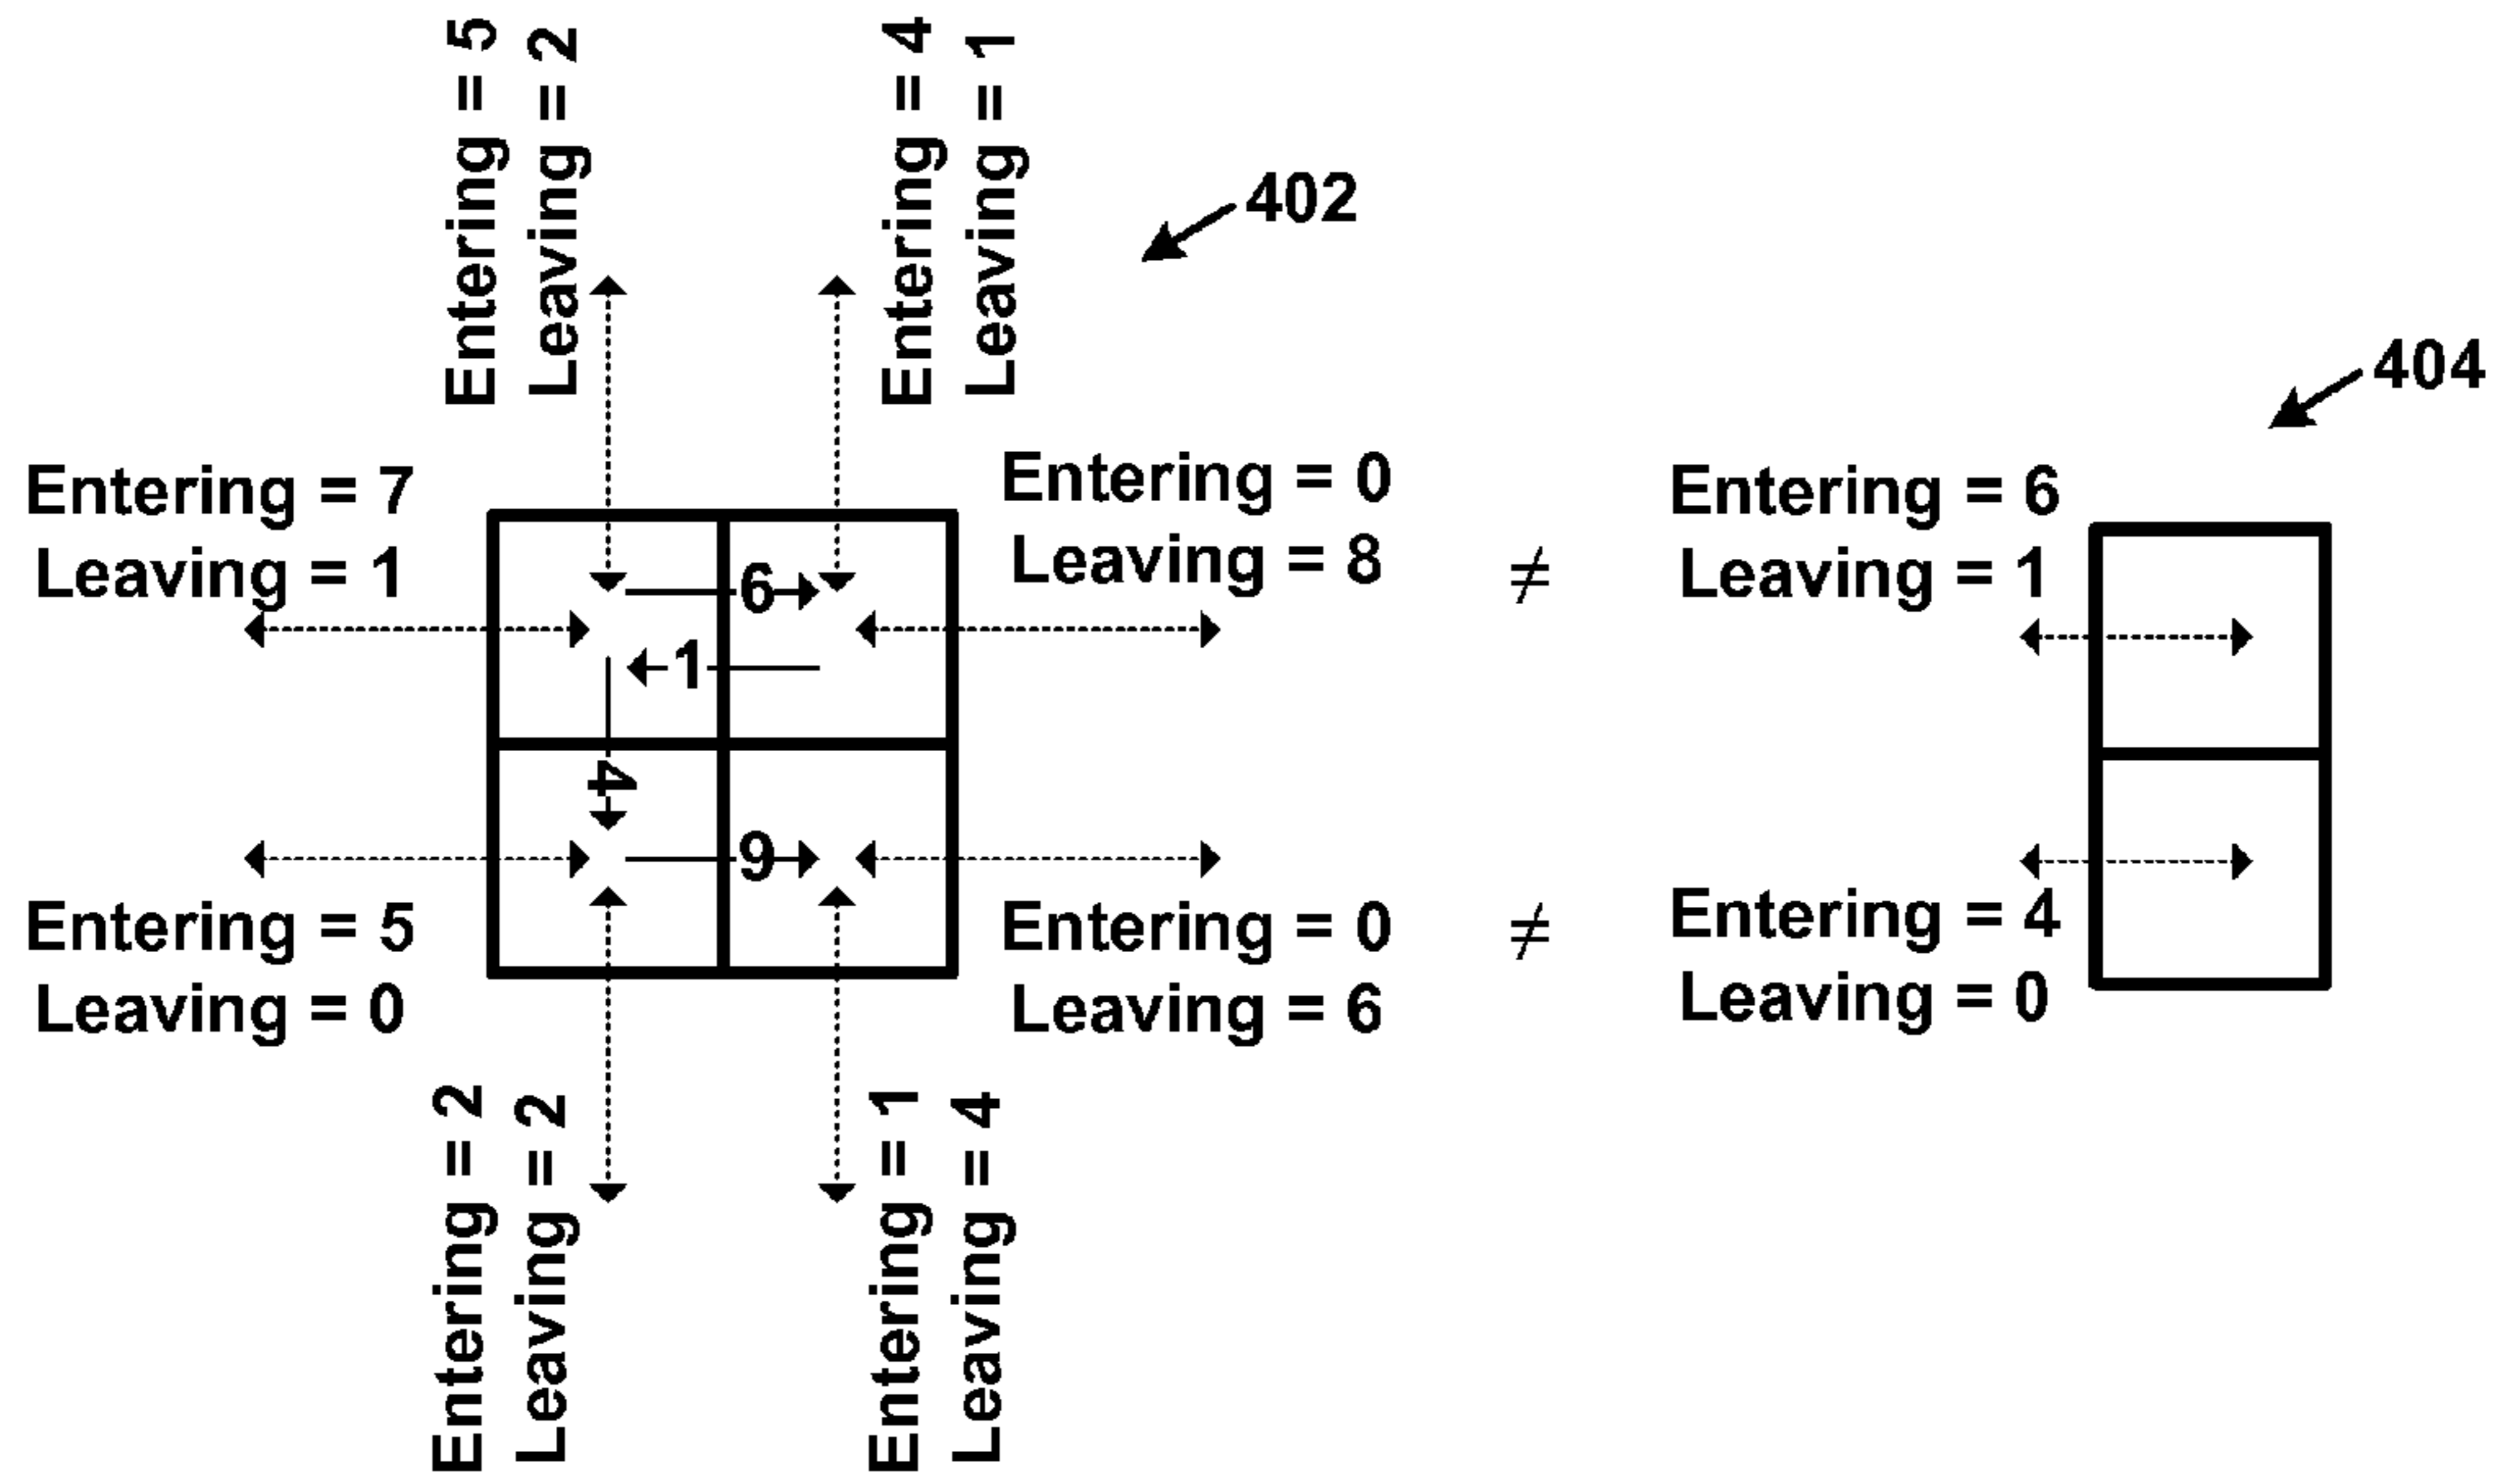 Entering = 5
Leaving = 2
Entering = 4
Leaving = 1
402
404
Entering = 7
Leaving = 1
Entering = 0
Leaving = 8
≠
Entering = 6
Leaving = 1
6
1
4
9
Entering = 5
Leaving = 0
Entering = 0
Leaving = 6
≠
Entering = 4
Leaving = 0
Entering = 2
Leaving = 2
Entering = 1
Leaving = 4